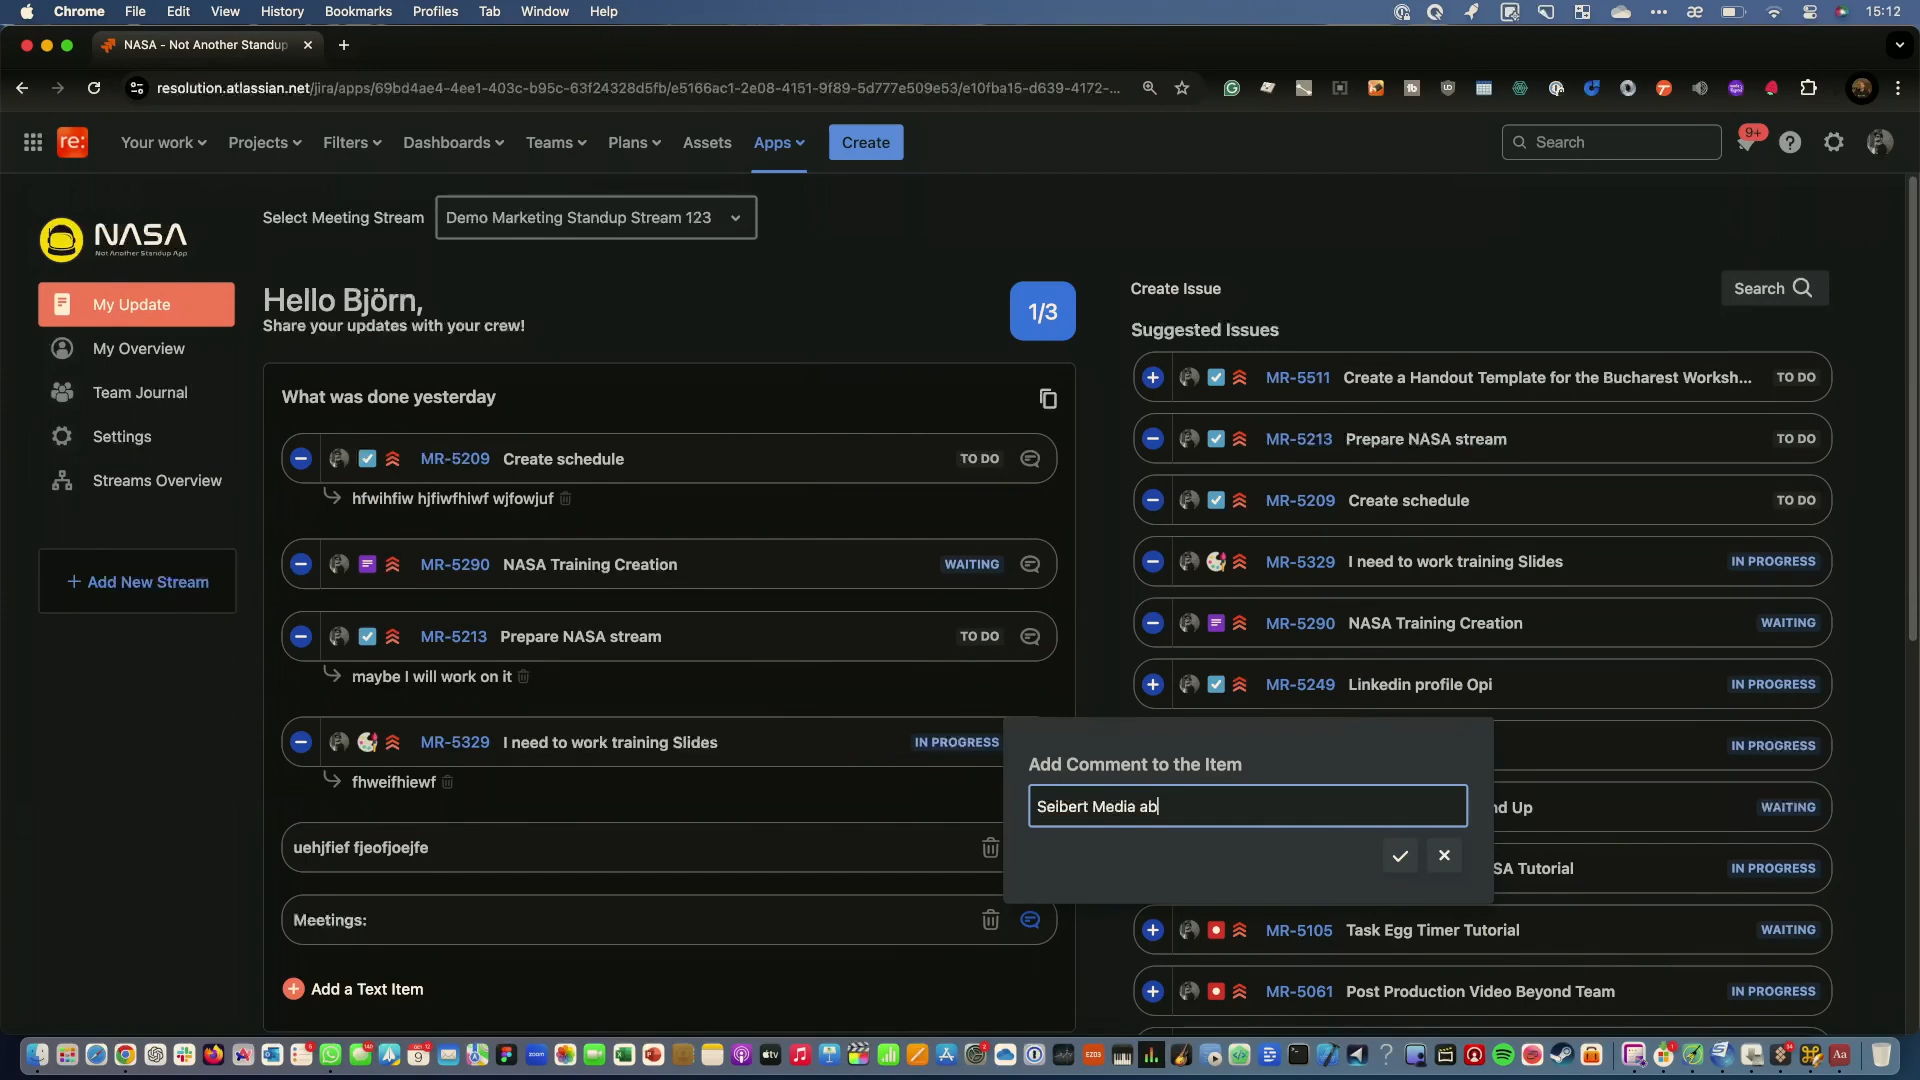 Chrome File Edit View History Bookmarks Profiles Tab Window Help 15:12
NASA - Not Another Standup
resolution.atlassian.net/jira/apps/69bd4ae4-4ee1-403c-b95c-63f24328d5fb/e5166ac1-2e08-4151-9f89-5d777e509e53/e10fba15-d639-4172-...
re: Your work Projects Filters Dashboards Teams Plans Assets Apps Create Search 9+
NASA
Not Another Standup App
Select Meeting Stream Demo Marketing Standup Stream 123
My Update
My Overview
Team Journal
Settings
Streams Overview
+ Add New Stream
Hello Björn,
Share your updates with your crew!
1/3
What was done yesterday
MR-5209 Create schedule TO DO
hfwihfiw hjfiwfhiwf wjfowjuf
MR-5290 NASA Training Creation WAITING
MR-5213 Prepare NASA stream TO DO
maybe I will work on it
MR-5329 I need to work training Slides IN PROGRESS
fhweifhiewf
uehjfief fjeofjoejfe
Meetings:
Add a Text Item
Create Issue Search
Suggested Issues
MR-5511 Create a Handout Template for the Bucharest Worksh... TO DO
MR-5213 Prepare NASA stream TO DO
MR-5209 Create schedule TO DO
MR-5329 I need to work training Slides IN PROGRESS
MR-5290 NASA Training Creation WAITING
MR-5249 Linkedin profile Opi IN PROGRESS
IN PROGRESS
nd Up WAITING
SA Tutorial IN PROGRESS
MR-5105 Task Egg Timer Tutorial WAITING
MR-5061 Post Production Video Beyond Team IN PROGRESS
Add Comment to the Item
Seibert Media ab